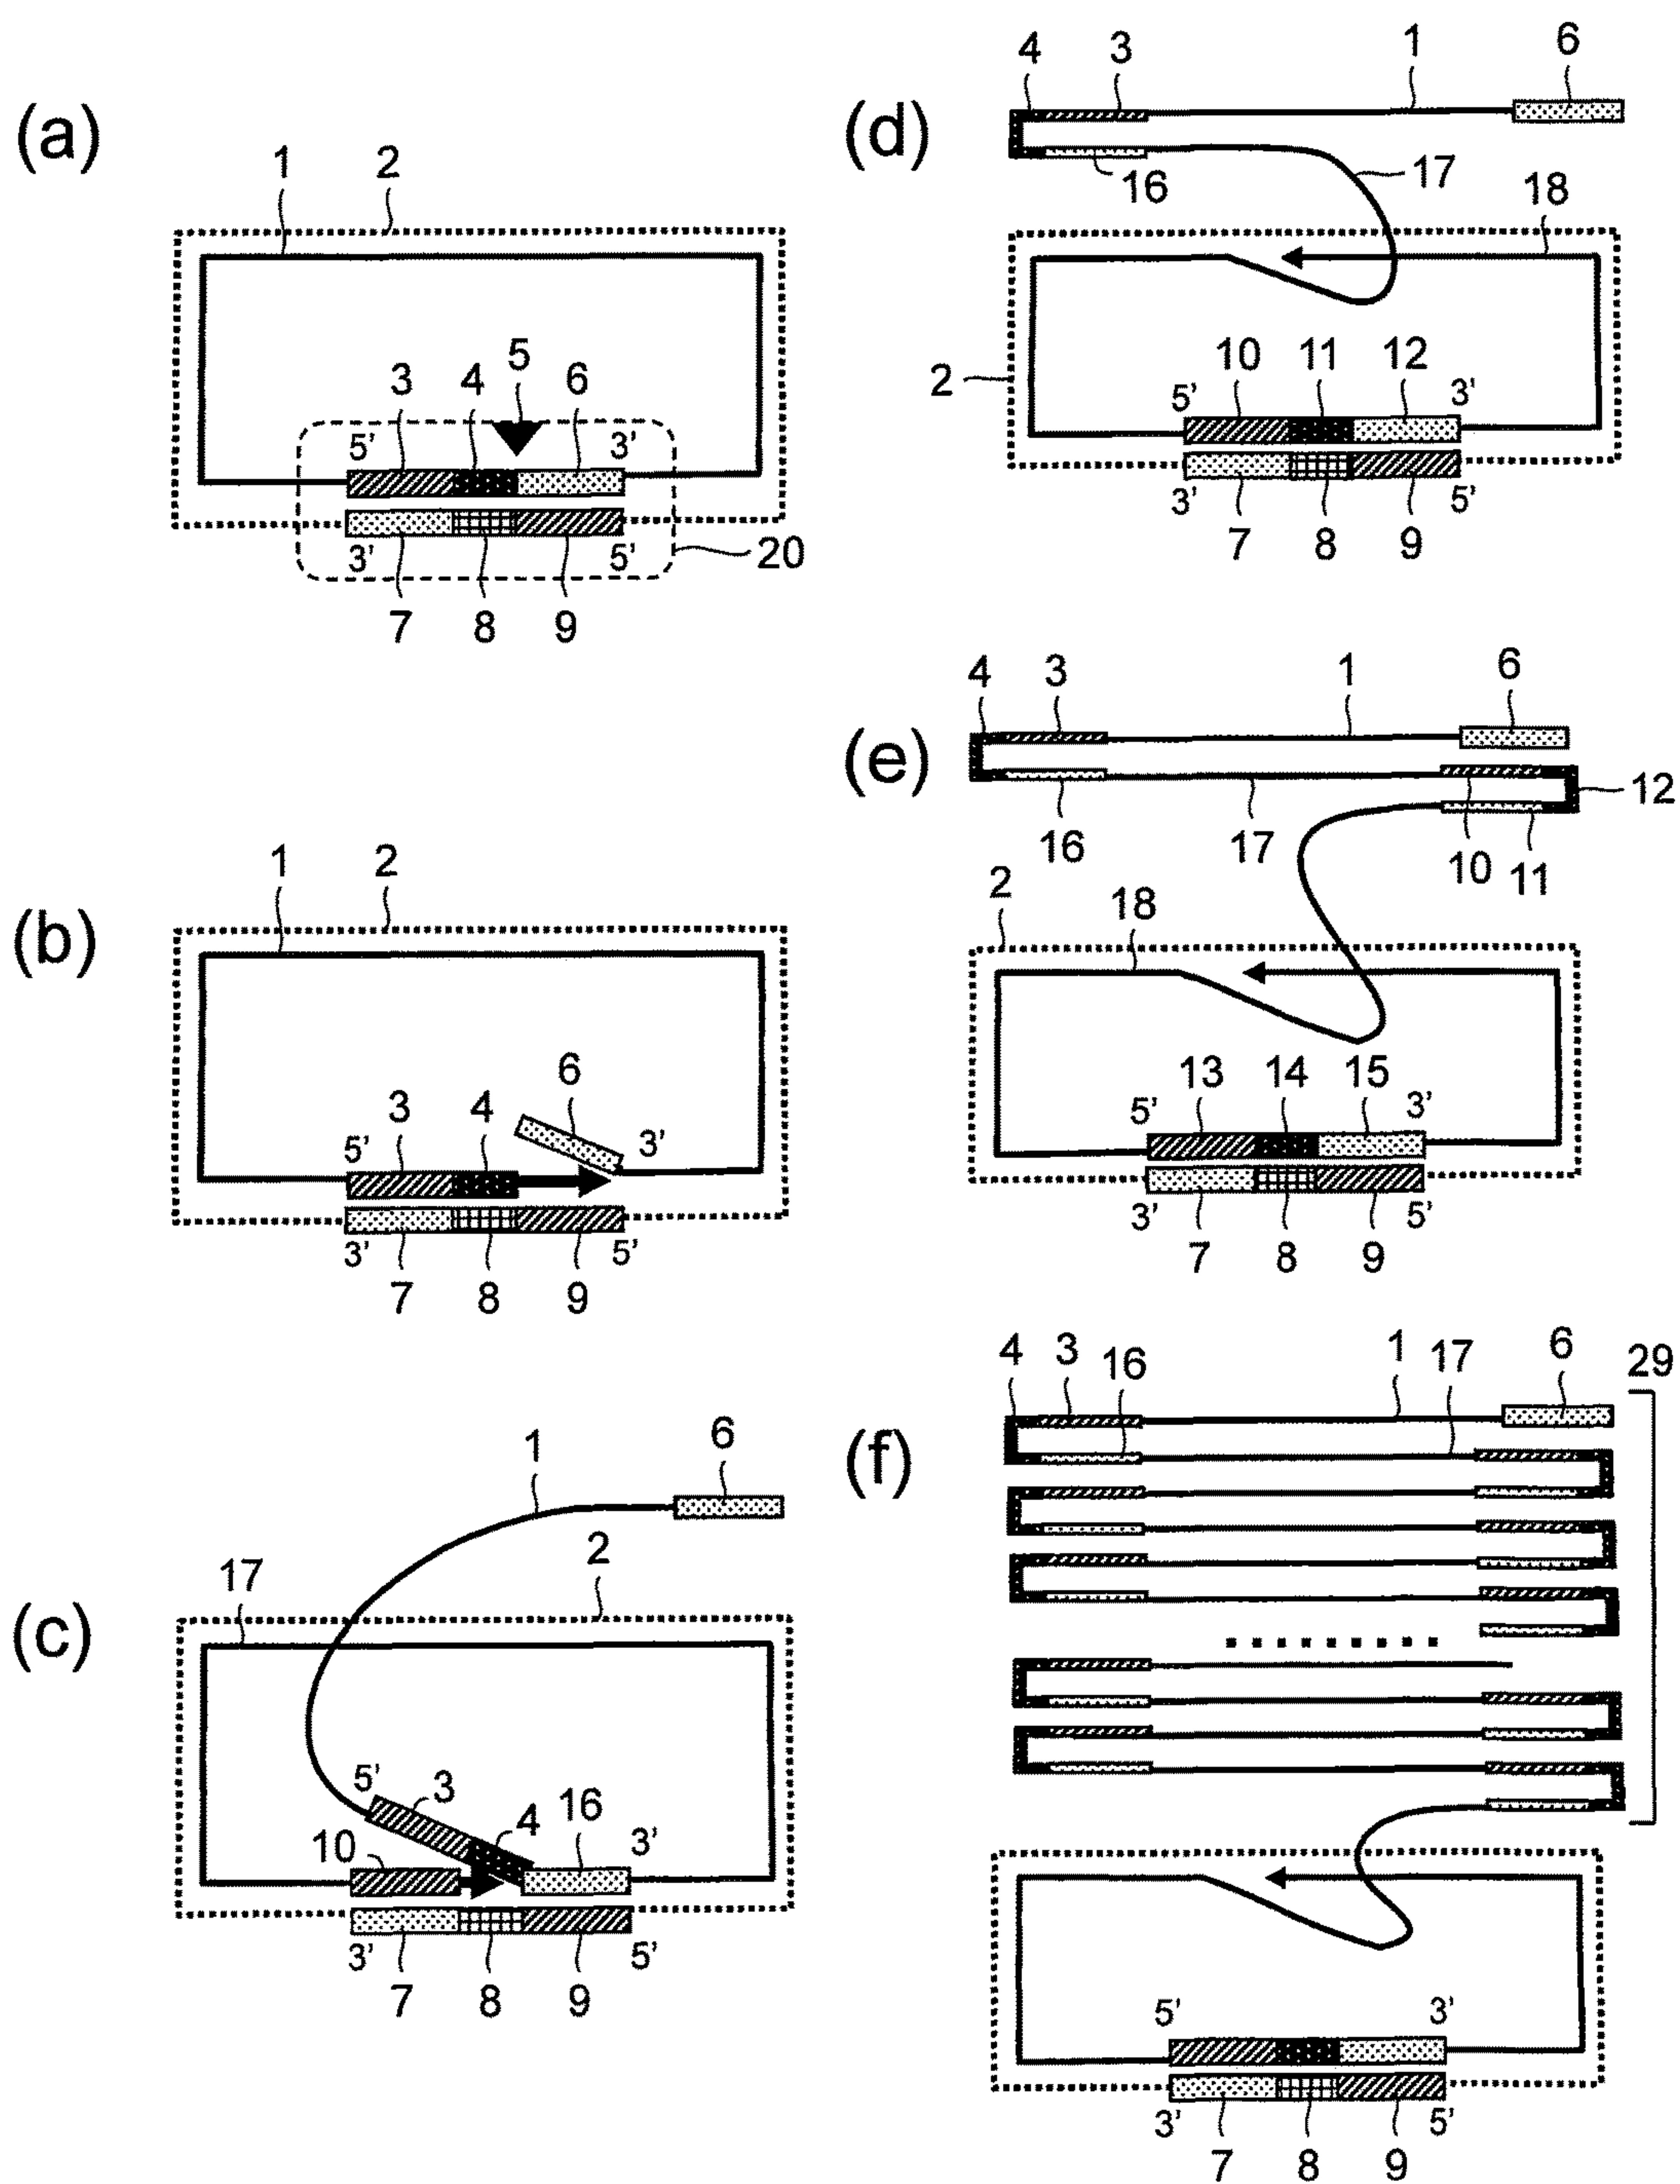 (a)
1 2
5
3 4 6
5' 3'
3' 5'
20
7 8 9
(b)
1 2
6
3 4
5' 3'
3' 5'
7 8 9
(c)
1 6
2
17
5' 3
4 16
10 3'
3' 5'
7 8 9
(d)
4 3 1 6
16 17
18
2
10 11 12
5' 3'
3' 5'
7 8 9
(e)
4 3 1 6
12
16 17 10 11
2 18
13 14 15
5' 3'
3' 5'
7 8 9
(f)
4 3 16 1 17 6 29
5' 3'
3' 5'
7 8 9